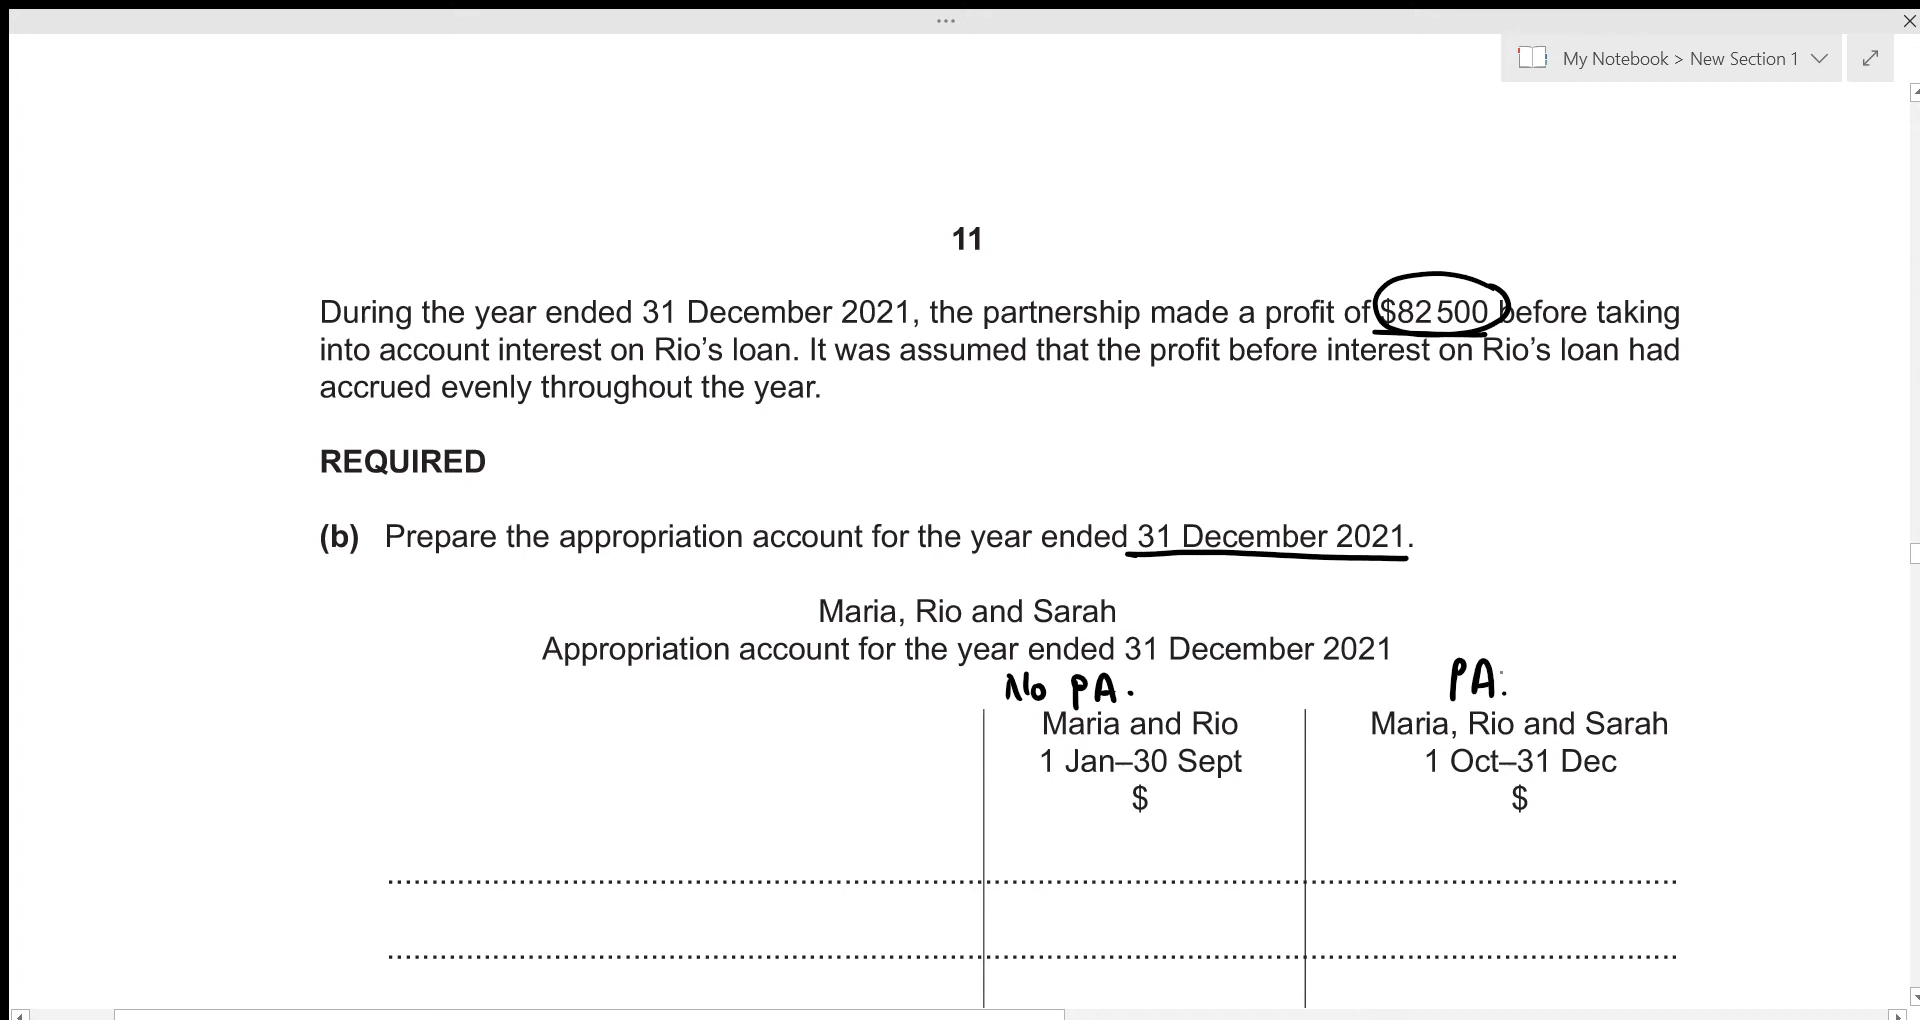 My Notebook > New Section 1
11
During the year ended 31 December 2021, the partnership made a profit of $82 500 before taking
into account interest on Rio's loan. It was assumed that the profit before interest on Rio's loan had
accrued evenly throughout the year.
REQUIRED
(b) Prepare the appropriation account for the year ended 31 December 2021.
Maria, Rio and Sarah
Appropriation account for the year ended 31 December 2021
No PA. PA:
Maria and Rio Maria, Rio and Sarah
1 Jan–30 Sept 1 Oct–31 Dec
$ $